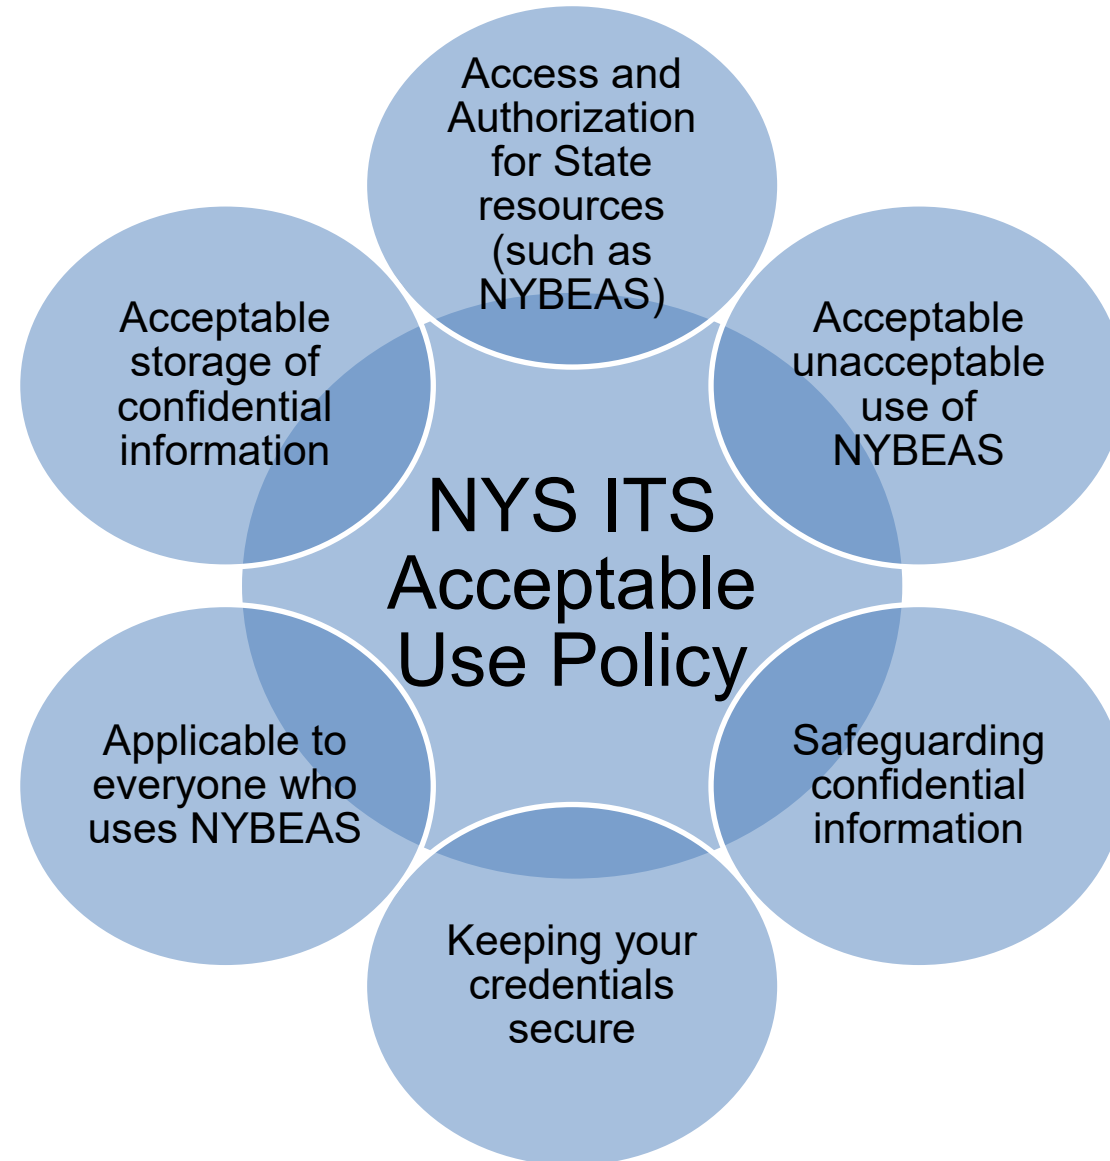 Access and
Authorization
for State
resources
(such as
NYBEAS)
Acceptable
unacceptable
use of
NYBEAS
Safeguarding
confidential
information
Keeping your
credentials
secure
Applicable to
everyone who
uses NYBEAS
Acceptable
storage of
confidential
information
NYS ITS
Acceptable
Use Policy